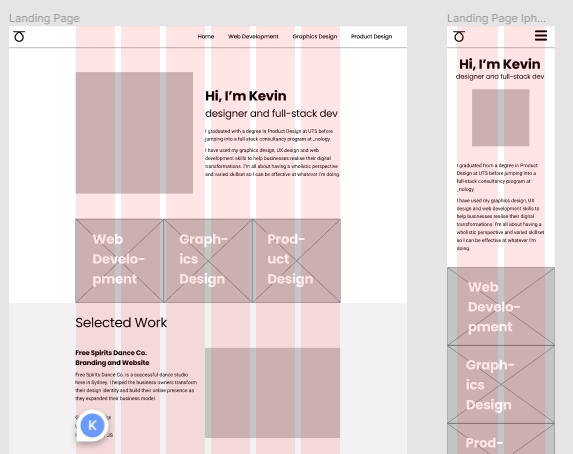 Landing Page
Home Web Development Graphics Design Product Design
Hi, I'm Kevin
designer and full-stack dev
I graduated with a degree in Product Design at UTS before
jumping into a full-stack consultancy program at _nology.
I have used my graphics design, UX design and web
development skills to help businesses realise their digital
transformations. I'm all about having a wholistic perspective
and varied skillset so I can be effective at whatever I'm doing.
Web
Develo-
pment
Graph-
ics
Design
Prod-
uct
Design
Selected Work
Free Spirits Dance Co.
Branding and Website
Free Spirits Dance Co. is a successful dance studio
here in Sydney. I helped the business owners transform
their design identity and build their online presence as
they expanded their business model.
K
Landing Page Iph...
Hi, I'm Kevin
designer and full-stack dev
I graduated from a degree in Product
Design at UTS before jumping into a
full-stack consultancy program at
_nology.
I have used my graphics design, UX
design and web development skills to
help businesses realise their digital
transformations. I'm all about having a
wholistic perspective and varied skillset
so I can be effective at whatever I'm
doing.
Web
Develo-
pment
Graph-
ics
Design
Prod-